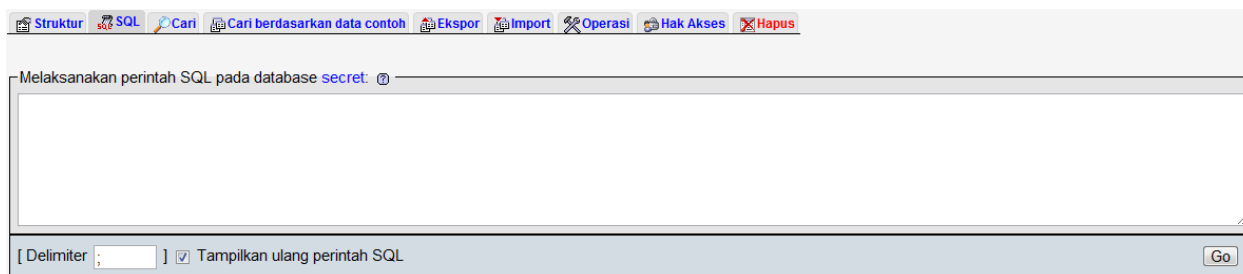 Struktur SQL Cari Cari berdasarkan data contoh Ekspor Import Operasi Hak Akses Hapus
Melaksanakan perintah SQL pada database secret:
[ Delimiter ; ] Tampilkan ulang perintah SQL Go